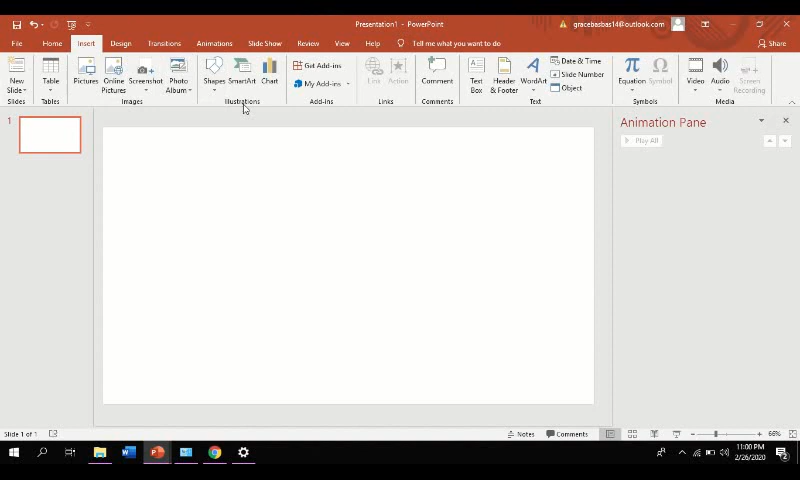 Presentation1 - PowerPoint
gracebasbas14@outlook.com
File Home Insert Design Transitions Animations Slide Show Review View Help Tell me what you want to do Share
New Slide
Slides
Table
Tables
Pictures
Online Pictures
Screenshot
Photo Album
Images
Shapes
SmartArt
Chart
Illustrations
Get Add-ins
My Add-ins
Add-ins
Link
Action
Links
Comment
Comments
Text Box
Header & Footer
WordArt
Date & Time
Slide Number
Object
Text
Equation
Symbol
Symbols
Video
Audio
Screen Recording
Media
1
Animation Pane
Play All
Slide 1 of 1
Notes
Comments
66%
11:00 PM
2/26/2020
2